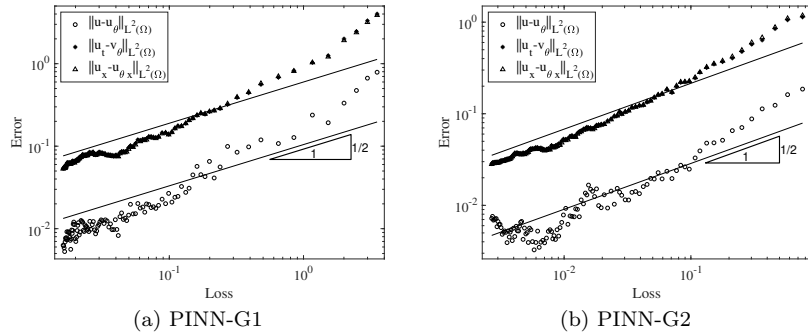 ‖u-u_θ‖_L²(Ω)
‖u_t-v_θ‖_L²(Ω)
‖u_x-u_θ x‖_L²(Ω)
10⁰
10⁻¹
10⁻²
Error
1
1/2
10⁻¹
10⁰
Loss
(a) PINN-G1
‖u-u_θ‖_L²(Ω)
‖u_t-v_θ‖_L²(Ω)
‖u_x-u_θ x‖_L²(Ω)
10⁰
10⁻¹
10⁻²
Error
1
1/2
10⁻²
10⁻¹
Loss
(b) PINN-G2